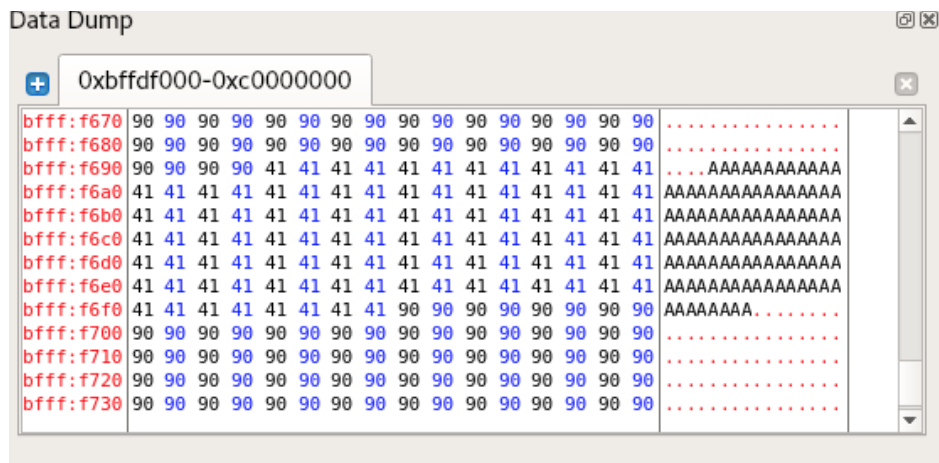 Data Dump
0xbffdf000-0xc0000000
bfff:f670 90 90 90 90 90 90 90 90 90 90 90 90 90 90 90 90 ................
bfff:f680 90 90 90 90 90 90 90 90 90 90 90 90 90 90 90 90 ................
bfff:f690 90 90 90 90 41 41 41 41 41 41 41 41 41 41 41 41 ....AAAAAAAAAAAA
bfff:f6a0 41 41 41 41 41 41 41 41 41 41 41 41 41 41 41 41 AAAAAAAAAAAAAAAA
bfff:f6b0 41 41 41 41 41 41 41 41 41 41 41 41 41 41 41 41 AAAAAAAAAAAAAAAA
bfff:f6c0 41 41 41 41 41 41 41 41 41 41 41 41 41 41 41 41 AAAAAAAAAAAAAAAA
bfff:f6d0 41 41 41 41 41 41 41 41 41 41 41 41 41 41 41 41 AAAAAAAAAAAAAAAA
bfff:f6e0 41 41 41 41 41 41 41 41 41 41 41 41 41 41 41 41 AAAAAAAAAAAAAAAA
bfff:f6f0 41 41 41 41 41 41 41 41 90 90 90 90 90 90 90 90 AAAAAAAA........
bfff:f700 90 90 90 90 90 90 90 90 90 90 90 90 90 90 90 90 ................
bfff:f710 90 90 90 90 90 90 90 90 90 90 90 90 90 90 90 90 ................
bfff:f720 90 90 90 90 90 90 90 90 90 90 90 90 90 90 90 90 ................
bfff:f730 90 90 90 90 90 90 90 90 90 90 90 90 90 90 90 90 ................